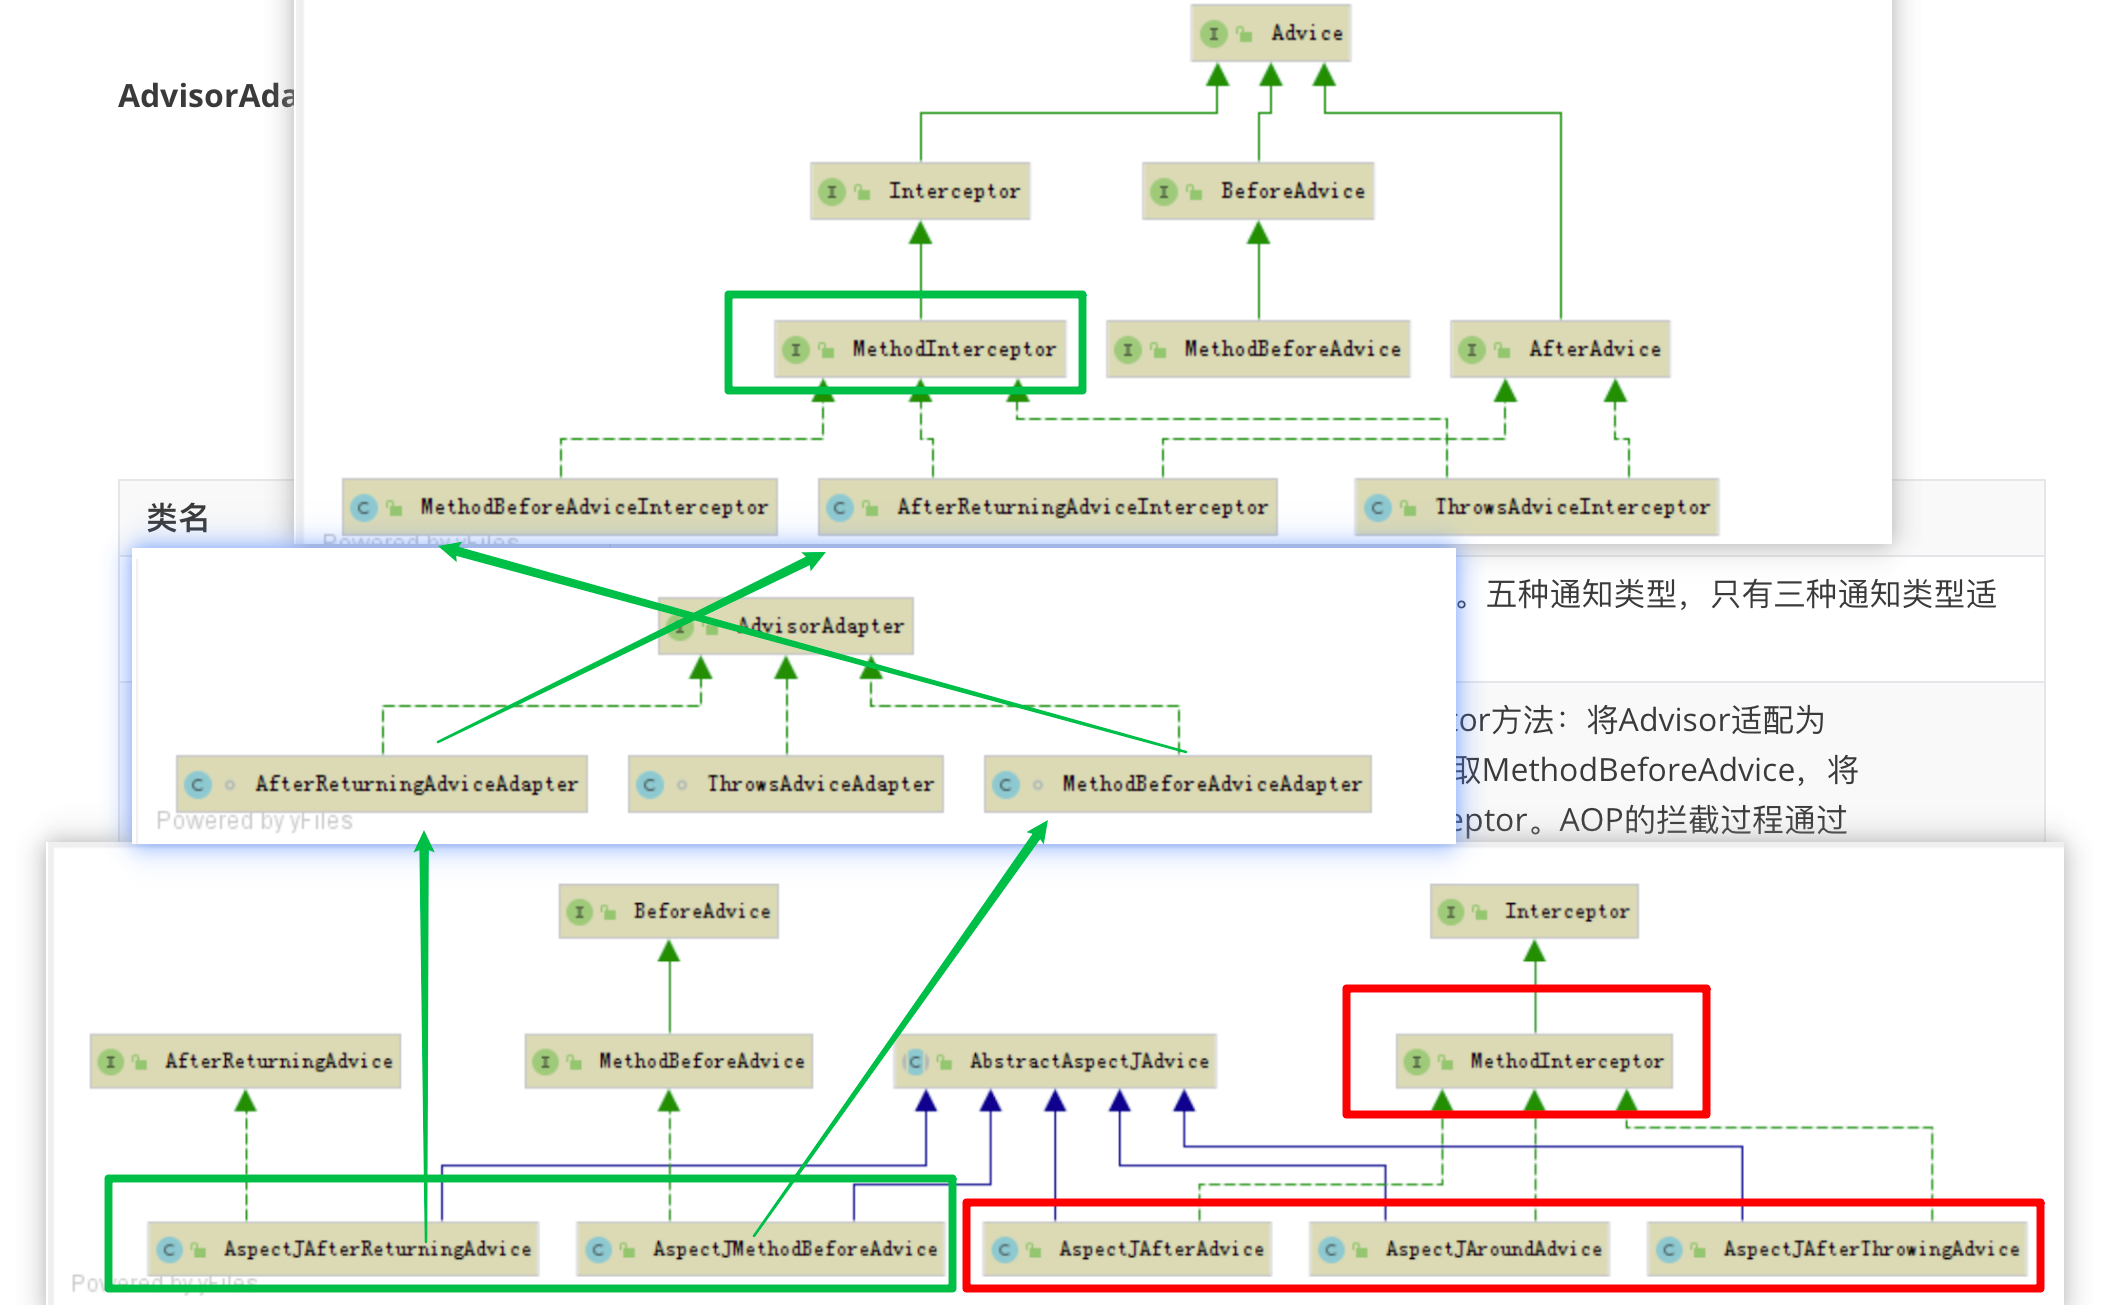 Advice
AdvisorAda
Interceptor
BeforeAdvice
MethodInterceptor
MethodBeforeAdvice
AfterAdvice
MethodBeforeAdviceInterceptor
AfterReturningAdviceInterceptor
ThrowsAdviceInterceptor
类名
Powered by yFiles
。五种通知类型，只有三种通知类型适
AdvisorAdapter
tor方法：将Advisor适配为
取MethodBeforeAdvice，将
AfterReturningAdviceAdapter
ThrowsAdviceAdapter
MethodBeforeAdviceAdapter
Powered by yFiles
eptor。AOP的拦截过程通过
BeforeAdvice
Interceptor
AfterReturningAdvice
MethodBeforeAdvice
AbstractAspectJAdvice
MethodInterceptor
AspectJAfterReturningAdvice
AspectJMethodBeforeAdvice
AspectJAfterAdvice
AspectJAroundAdvice
AspectJAfterThrowingAdvice
Powered by yFiles